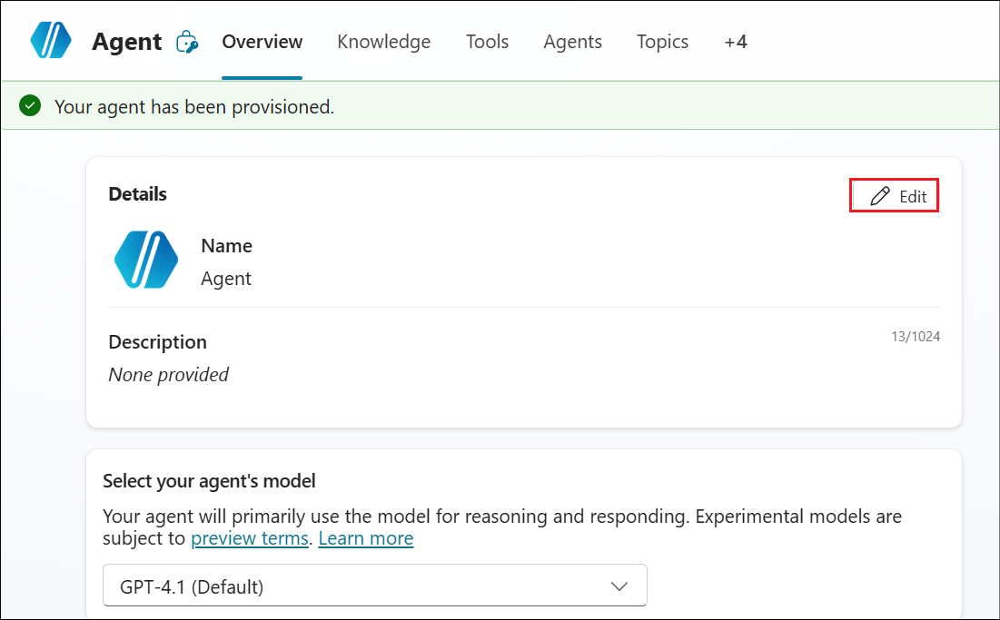 Agent Overview Knowledge Tools Agents Topics +4
Your agent has been provisioned.
Details
Edit
Name
Agent
Description
13/1024
None provided
Select your agent's model
Your agent will primarily use the model for reasoning and responding. Experimental models are
subject to preview terms. Learn more
GPT-4.1 (Default)